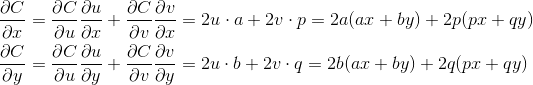 ∂C/∂x = ∂C/∂u ∂u/∂x + ∂C/∂v ∂v/∂x = 2u · a + 2v · p = 2a(ax + by) + 2p(px + qy)
∂C/∂y = ∂C/∂u ∂u/∂y + ∂C/∂v ∂v/∂y = 2u · b + 2v · q = 2b(ax + by) + 2q(px + qy)